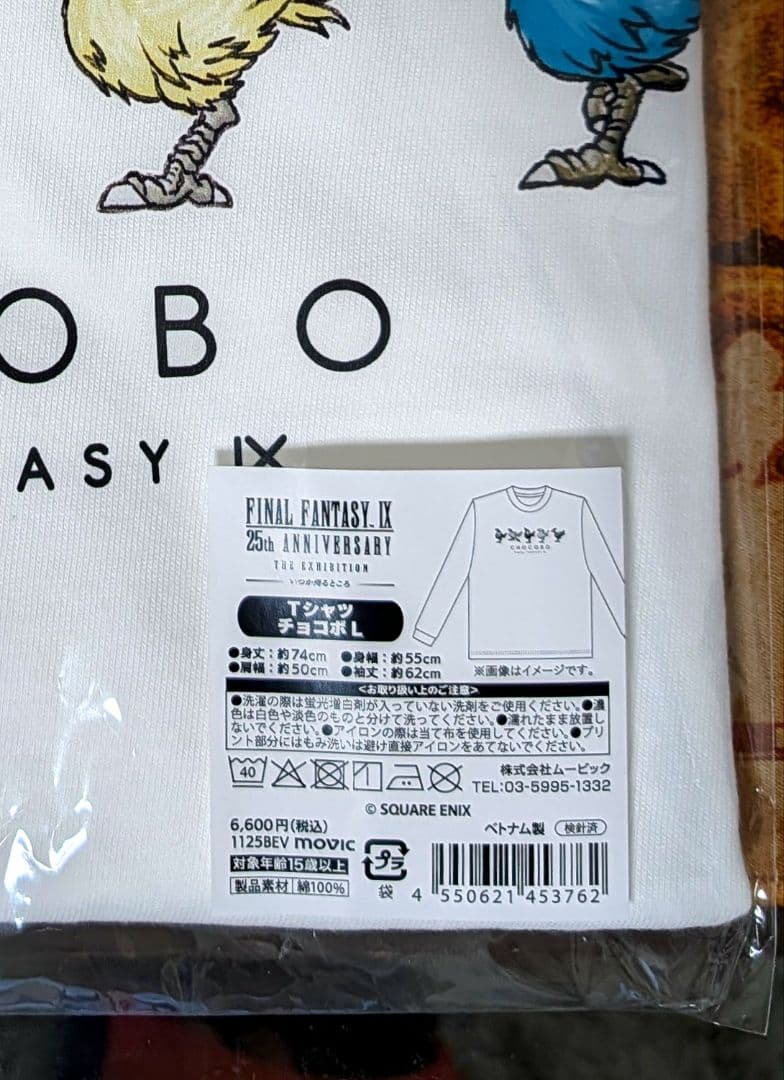 OBO
ASY IX
FINAL FANTASY™ IX
25th ANNIVERSARY
THE EXHIBITION
いつか帰るところ
Tシャツ
チョコボ L
CHOCOBO
●身丈：約74cm ●身幅：約55cm
●肩幅：約50cm ●袖丈：約62cm
※画像はイメージです。
<お取り扱い上のご注意>
●洗濯の際は蛍光増白剤が入っていない洗剤をご使用ください。●濃
色は白色や淡色のものと分けて洗ってください。●濡れたまま放置し
ないでください。●アイロンの際は当て布を使用してください。●プリ
ント部分にはもみ洗いは避け直接アイロンをあてないでください。
40
株式会社ムービック
TEL:03-5995-1332
© SQUARE ENIX
6,600円(税込)
ベトナム製 検針済
1125BEV movic
対象年齢15歳以上
製品素材 綿100%
プラ
袋
4 550621 453762